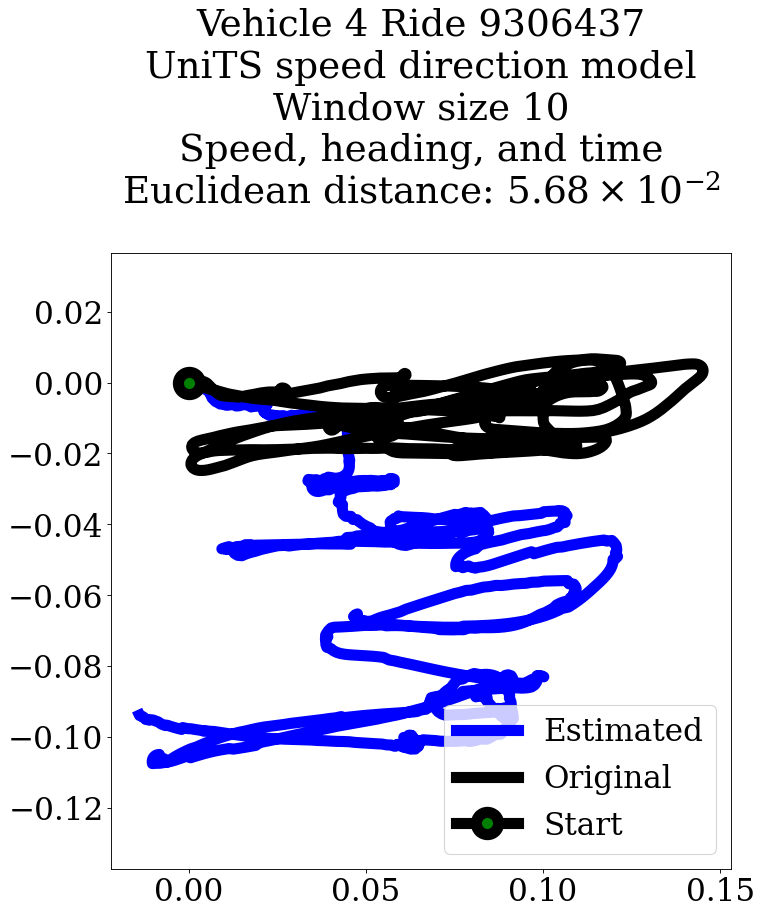 Vehicle 4 Ride 9306437
UniTS speed direction model
Window size 10
Speed, heading, and time
Euclidean distance: 5.68 × 10⁻²
0.02
0.00
−0.02
−0.04
−0.06
−0.08
−0.10
−0.12
Estimated
Original
Start
0.00 0.05 0.10 0.15